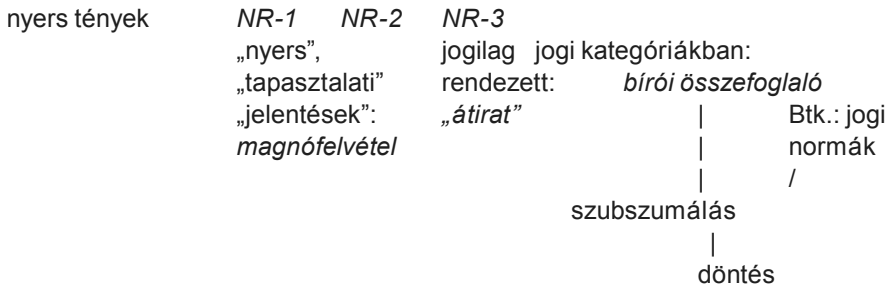 nyers tények NR-1 NR-2 NR-3
„nyers”, jogilag jogi kategóriákban:
„tapasztalati” rendezett: bírói összefoglaló
„jelentések”: „átirat” | Btk.: jogi
magnófelvétel | normák
| /
szubszumálás
|
döntés